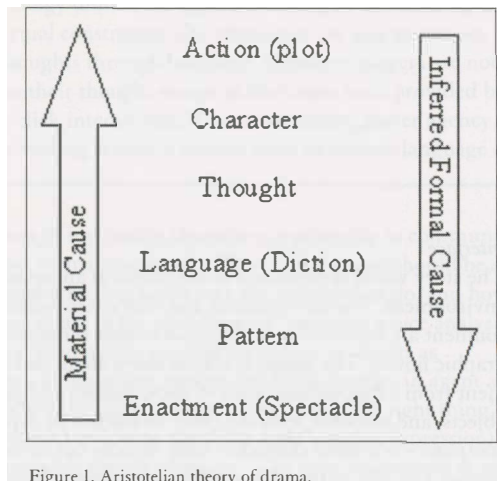 Action (plot)
Character
Thought
Language (Diction)
Pattern
Enactment (Spectacle)
Material Cause
Inferred Formal Cause
Figure 1. Aristotelian theory of drama.